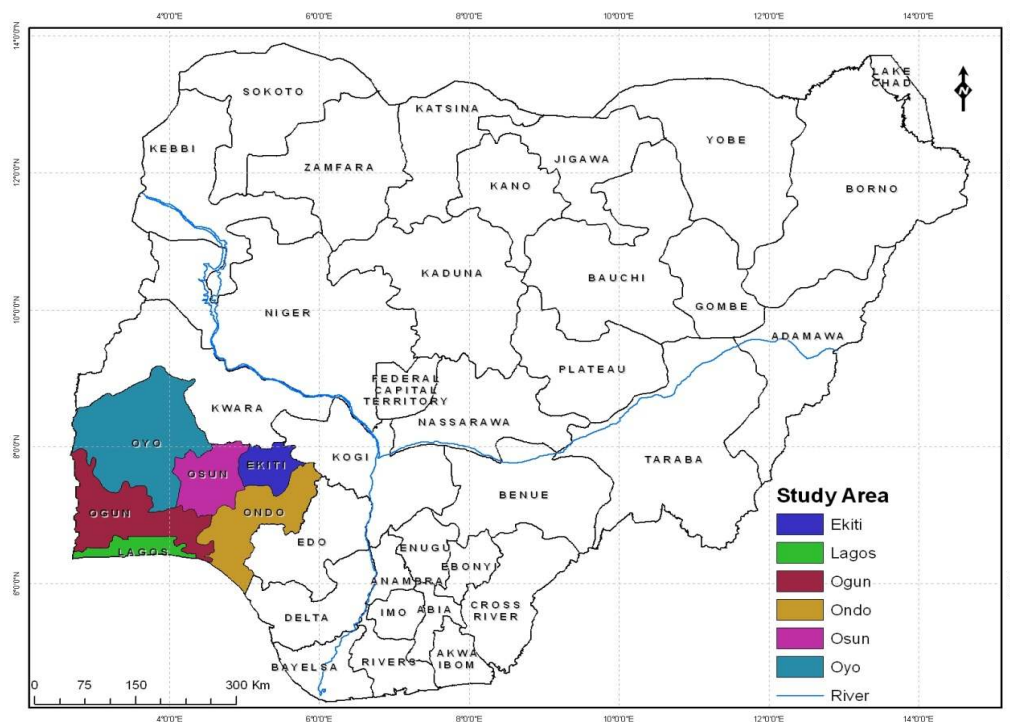 4°0'0"E 6°0'0"E 8°0'0"E 10°0'0"E 12°0'0"E 14°0'0"E
14°0'0"N
12°0'0"N
10°0'0"N
8°0'0"N
6°0'0"N
LAKE
CHAD
N
SOKOTO
KATSINA
YOBE
KEBBI
ZAMFARA
JIGAWA
KANO
BORNO
KADUNA
BAUCHI
NIGER
GOMBE
ADAMAWA
PLATEAU
FEDERAL
CAPITAL
TERRITORY
KWARA
NASSARAWA
OYO
KOGI
OSUN
EKITI
TARABA
BENUE
OGUN
ONDO
EDO
LAGOS
ENUGU
EBONYI
ANAMBRA
IMO
ABIA
CROSS
RIVER
DELTA
BAYELSA
RIVERS
AKWA
IBOM
Study Area
Ekiti
Lagos
Ogun
Ondo
Osun
Oyo
River
0 75 150 300 Km
4°0'0"E 6°0'0"E 8°0'0"E 10°0'0"E 12°0'0"E 14°0'0"E